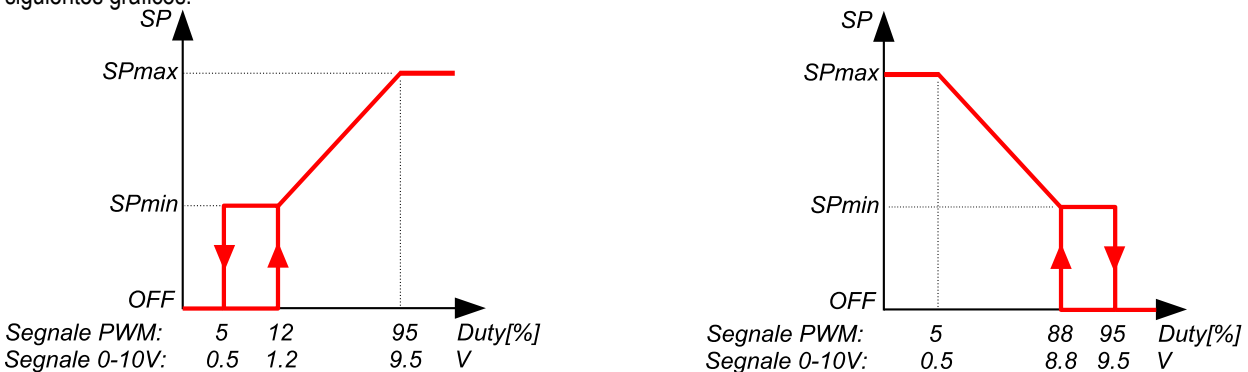 siguientes gráficos:
SP
SPmax
SPmin
OFF
Segnale PWM: 5 12 95 Duty[%]
Segnale 0-10V: 0.5 1.2 9.5 V
SP
SPmax
SPmin
OFF
Segnale PWM: 5 88 95 Duty[%]
Segnale 0-10V: 0.5 8.8 9.5 V